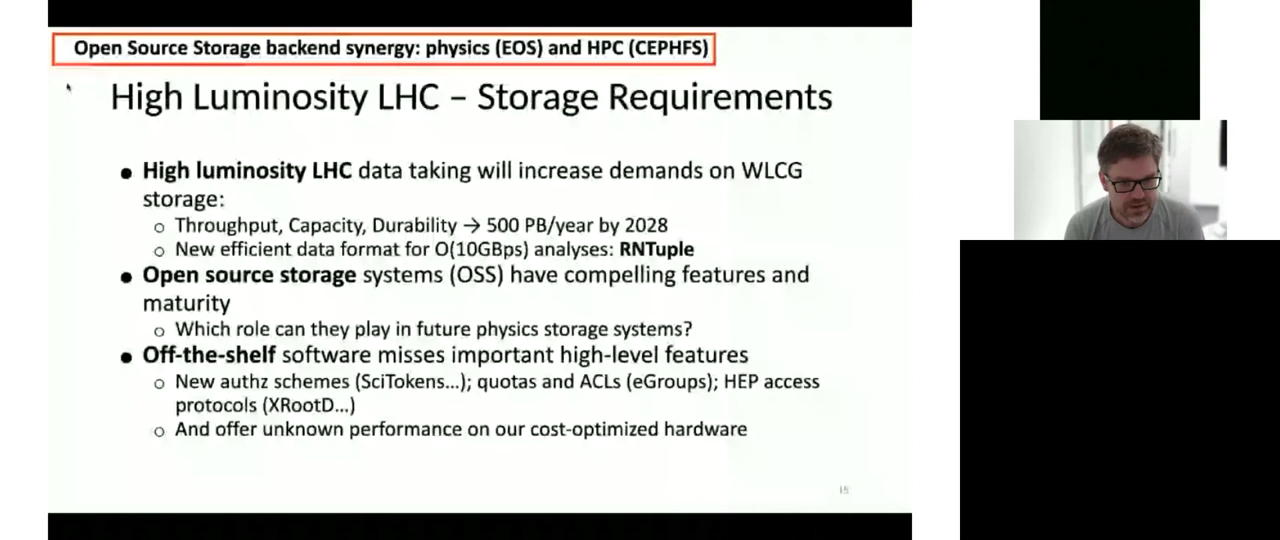 Open Source Storage backend synergy: physics (EOS) and HPC (CEPHFS)
High Luminosity LHC – Storage Requirements
● High luminosity LHC data taking will increase demands on WLCG
storage:
○ Throughput, Capacity, Durability → 500 PB/year by 2028
○ New efficient data format for O(10GBps) analyses: RNTuple
● Open source storage systems (OSS) have compelling features and
maturity
○ Which role can they play in future physics storage systems?
● Off-the-shelf software misses important high-level features
○ New authz schemes (SciTokens...); quotas and ACLs (eGroups); HEP access
protocols (XRootD...)
○ And offer unknown performance on our cost-optimized hardware
15